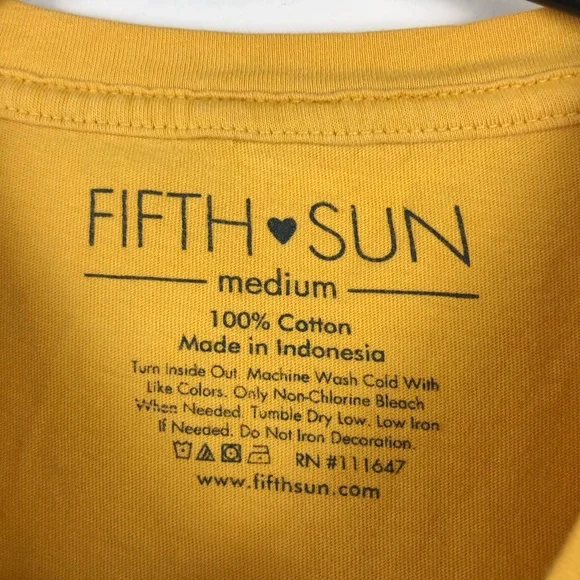 FIFTH♥SUN
medium
100% Cotton
Made in Indonesia
Turn Inside Out. Machine Wash Cold With
Like Colors. Only Non-Chlorine Bleach
When Needed. Tumble Dry Low. Low Iron
If Needed. Do Not Iron Decoration.
RN #111647
www.fifthsun.com